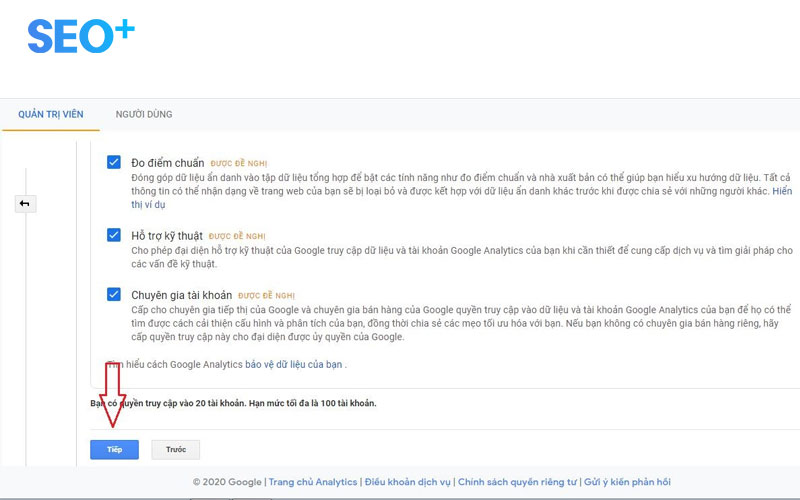 SEO+
QUẢN TRỊ VIÊN NGƯỜI DÙNG
Đo điểm chuẩn ĐƯỢC ĐỀ NGHỊ
Đóng góp dữ liệu ẩn danh vào tập dữ liệu tổng hợp để bật các tính năng như đo điểm chuẩn và nhà xuất bản có thể giúp bạn hiểu xu hướng dữ liệu. Tất cả
thông tin có thể nhận dạng về trang web của bạn sẽ bị loại bỏ và được kết hợp với dữ liệu ẩn danh khác trước khi được chia sẻ với những người khác. Hiển
thị ví dụ
Hỗ trợ kỹ thuật ĐƯỢC ĐỀ NGHỊ
Cho phép đại diện hỗ trợ kỹ thuật của Google truy cập dữ liệu và tài khoản Google Analytics của bạn khi cần thiết để cung cấp dịch vụ và tìm giải pháp cho
các vấn đề kỹ thuật.
Chuyên gia tài khoản ĐƯỢC ĐỀ NGHỊ
Cấp cho chuyên gia tiếp thị của Google và chuyên gia bán hàng của Google quyền truy cập vào dữ liệu và tài khoản Google Analytics của bạn để họ có thể
tìm được cách cải thiện cấu hình và phân tích của bạn, đồng thời chia sẻ các mẹo tối ưu hóa với bạn. Nếu bạn không có chuyên gia bán hàng riêng, hãy
cấp quyền truy cập này cho đại diện được ủy quyền của Google.
Tìm hiểu cách Google Analytics bảo vệ dữ liệu của bạn .
Bạn có quyền truy cập vào 20 tài khoản. Hạn mức tối đa là 100 tài khoản.
Tiếp Trước
© 2020 Google | Trang chủ Analytics | Điều khoản dịch vụ | Chính sách quyền riêng tư | Gửi ý kiến phản hồi